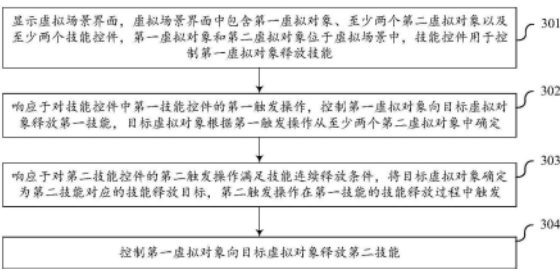 显示虚拟场景界面，虚拟场景界面中包含第一虚拟对象、至少两个第二虚拟对象以及
至少两个技能控件，第一虚拟对象和第二虚拟对象位于虚拟场景中，技能控件用于控
制第一虚拟对象释放技能
301
响应于对技能控件中第一技能控件的第一触发操作，控制第一虚拟对象向目标虚拟对
象释放第一技能，目标虚拟对象根据第一触发操作从至少两个第二虚拟对象中确定
302
响应于对第二技能控件的第二触发操作满足技能连续释放条件，将目标虚拟对象确定
为第二技能对应的技能释放目标，第二触发操作在第一技能的技能释放过程中触发
303
控制第一虚拟对象向目标虚拟对象释放第二技能
304